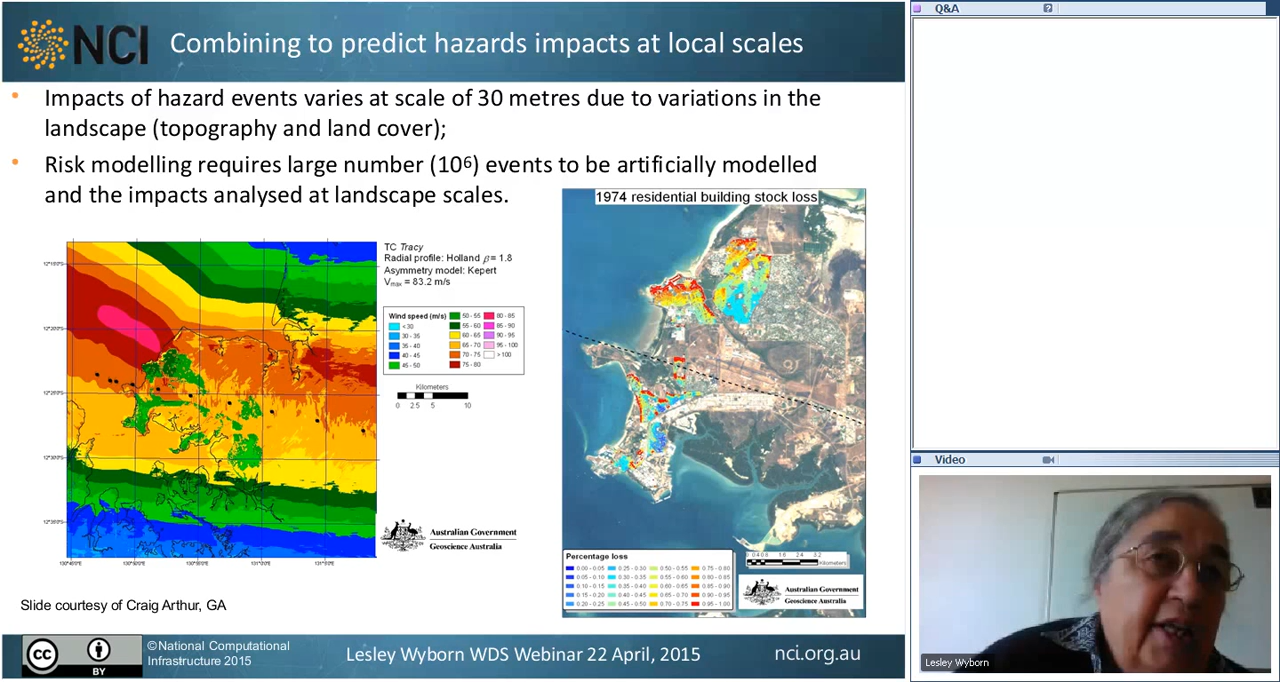 NCI
Combining to predict hazards impacts at local scales
• Impacts of hazard events varies at scale of 30 metres due to variations in the
landscape (topography and land cover);
• Risk modelling requires large number (10⁶) events to be artificially modelled
and the impacts analysed at landscape scales.
TC Tracy
Radial profile: Holland β = 1.8
Asymmetry model: Kepert
Vmax = 83.2 m/s
Wind speed (m/s)
< 30
30 - 35
35 - 40
40 - 45
45 - 50
50 - 55
55 - 60
60 - 65
65 - 70
70 - 75
75 - 80
80 - 85
85 - 90
90 - 95
95 - 100
> 100
Kilometers
0 2.5 5 10
Australian Government
Geoscience Australia
1974 residential building stock loss
Percentage loss
0.00 - 0.05
0.05 - 0.10
0.10 - 0.15
0.15 - 0.20
0.20 - 0.25
0.25 - 0.30
0.30 - 0.35
0.35 - 0.40
0.40 - 0.45
0.45 - 0.50
0.50 - 0.55
0.55 - 0.60
0.60 - 0.65
0.65 - 0.70
0.70 - 0.75
0.75 - 0.80
0.80 - 0.85
0.85 - 0.90
0.90 - 0.95
0.95 - 1.00
Kilometers
Australian Government
Geoscience Australia
Slide courtesy of Craig Arthur, GA
cc
BY
©National Computational
Infrastructure 2015
Lesley Wyborn WDS Webinar 22 April, 2015
nci.org.au
Q&A
?
Video
Lesley Wyborn